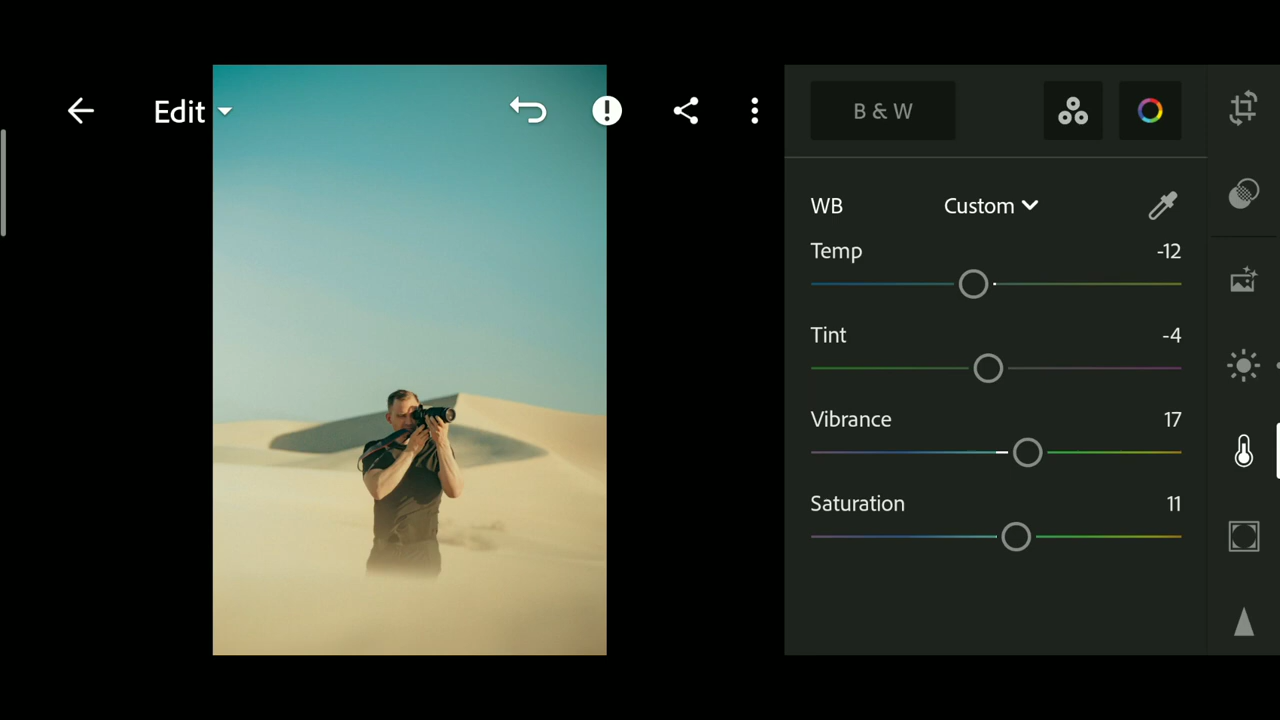 Edit
B & W
WB Custom
Temp -12
Tint -4
Vibrance 17
Saturation 11